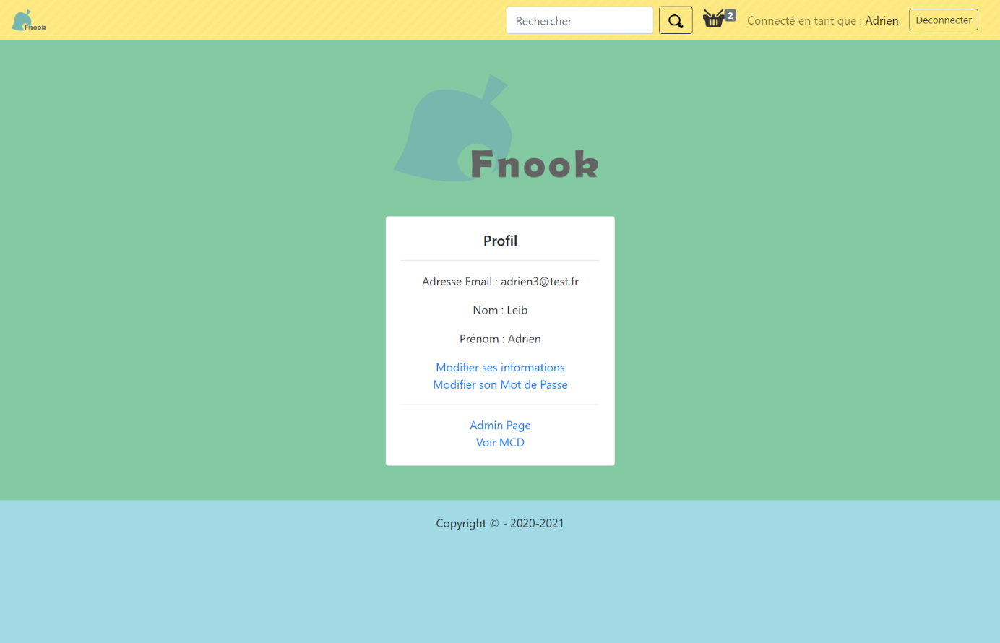 Fnook
Rechercher
2
Connecté en tant que : Adrien
Deconnecter
Fnook
Profil
Adresse Email : adrien3@test.fr
Nom : Leib
Prénom : Adrien
Modifier ses informations
Modifier son Mot de Passe
Admin Page
Voir MCD
Copyright © - 2020-2021